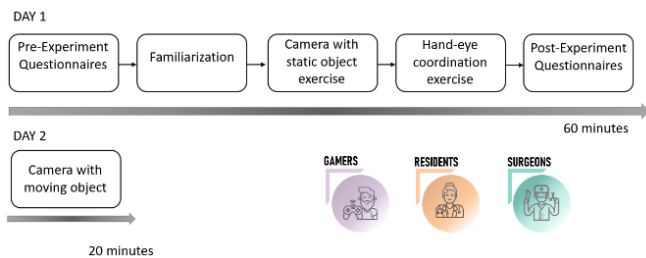 DAY 1
Pre-Experiment
Questionnaires
Familiarization
Camera with
static object
exercise
Hand-eye
coordination
exercise
Post-Experiment
Questionnaires
60 minutes
DAY 2
Camera with
moving object
20 minutes
GAMERS
RESIDENTS
SURGEONS